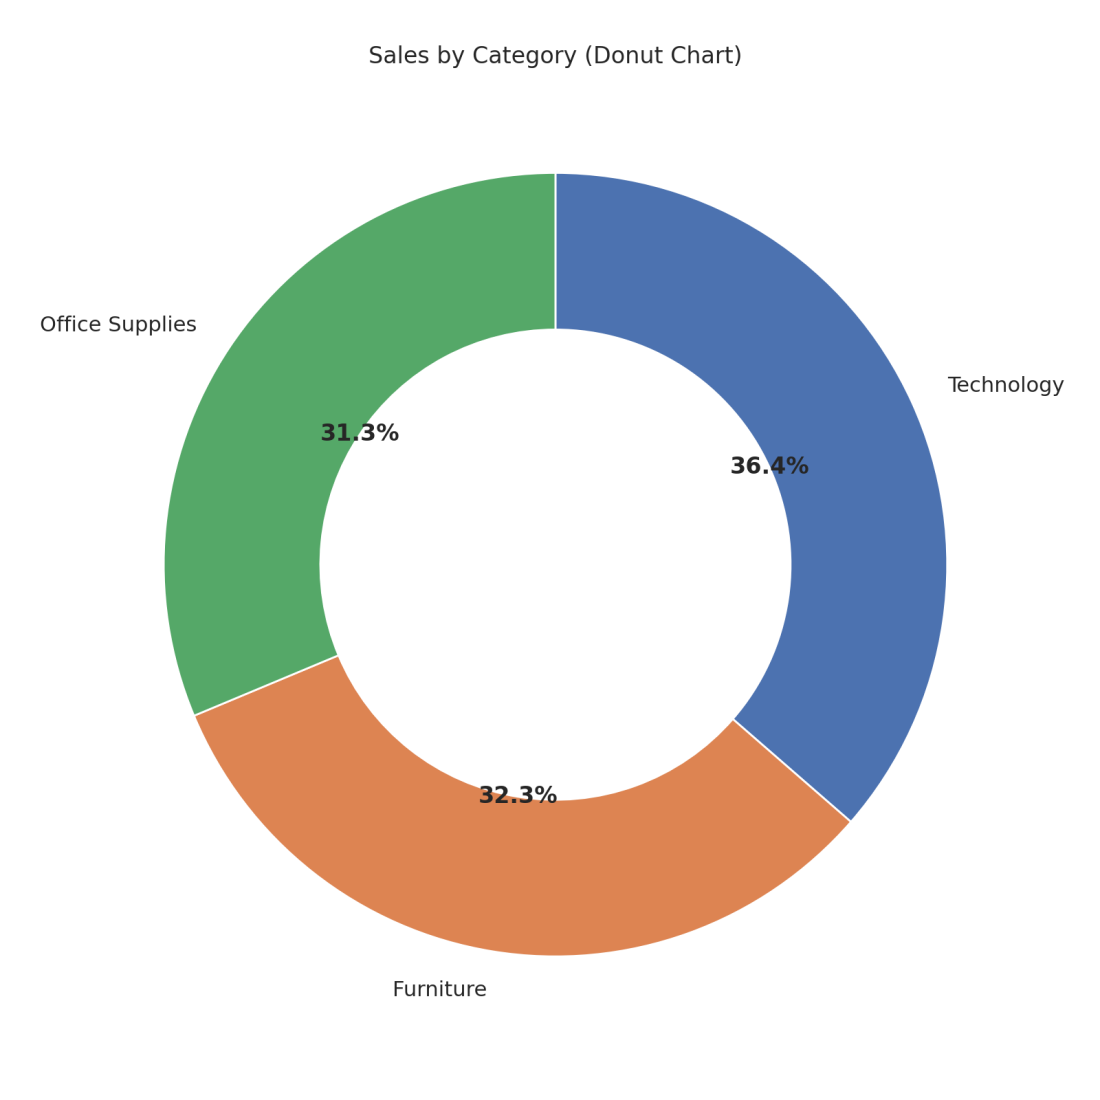 Sales by Category (Donut Chart)
Office Supplies
Technology
31.3%
36.4%
32.3%
Furniture